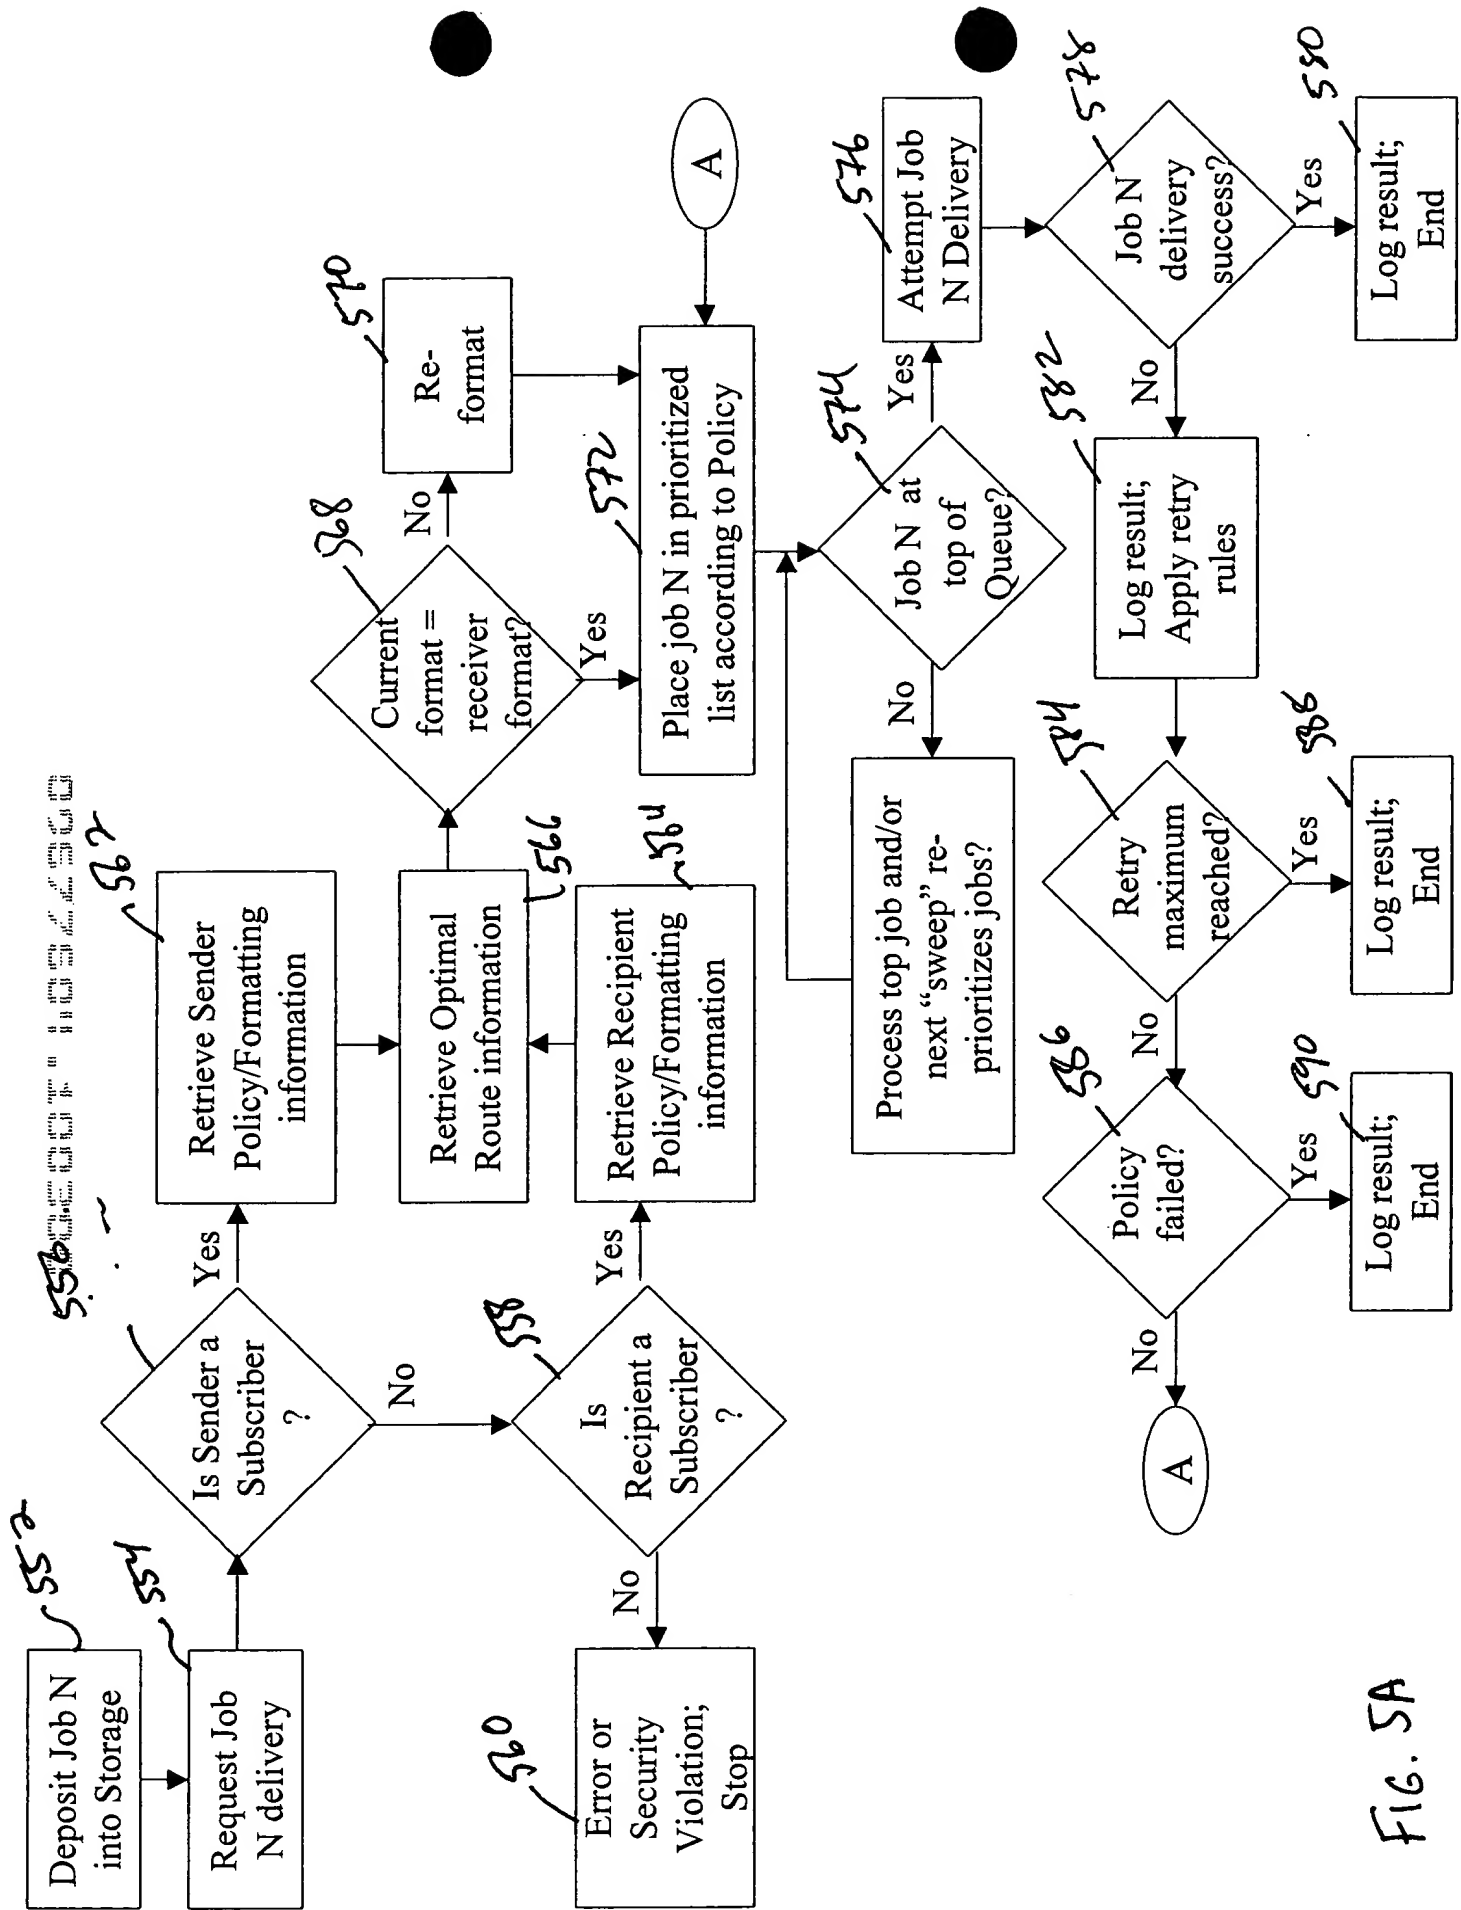 552
Deposit Job N
into Storage
554
Request Job
N delivery
556
Is Sender a
Subscriber
?
Yes
No
562
Retrieve Sender
Policy/Formatting
information
558
Is
Recipient a
Subscriber
?
Yes
No
560
Error or
Security
Violation;
Stop
566
Retrieve Optimal
Route information
564
Retrieve Recipient
Policy/Formatting
information
568
Current
format =
receiver
format?
No
Yes
570
Re-
format
572
Place job N in prioritized
list according to Policy
A
574
Job N at
top of
Queue?
Yes
No
Process top job and/or
next “sweep” re-
prioritizes jobs?
576
Attempt Job
N Delivery
578
Job N
delivery
success?
Yes
No
580
Log result;
End
582
Log result;
Apply retry
rules
584
Retry
maximum
reached?
Yes
No
588
Log result;
End
586
Policy
failed?
Yes
No
590
Log result;
End
A
FIG. 5A